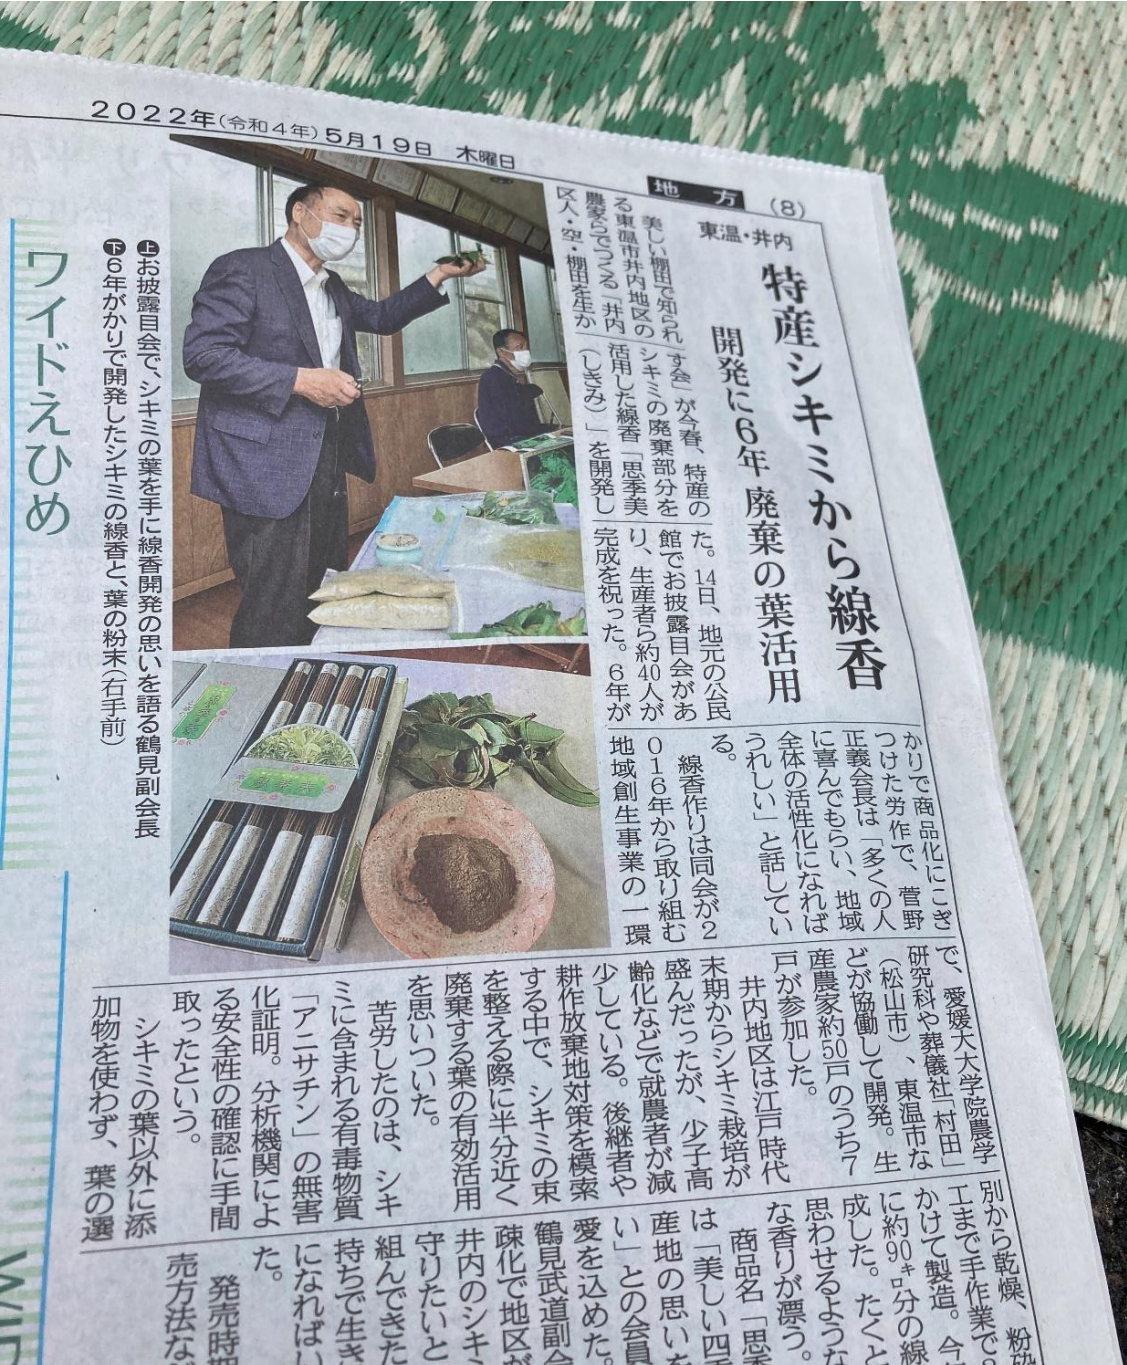 2022年(令和4年)5月19日 木曜日
地方
(8)
東温・井内
特産シキミから線香
開発に6年 廃棄の葉活用
美しい棚田で知られ
る東温市井内地区の
農家らでつくる「井内
区人・空・棚田を生か
す会」が今春、特産の
シキミの廃棄部分を
活用した線香「思季美
(しきみ)」を開発し
た。14日、地元の公民
館でお披露目会があ
り、生産者ら約40人が
完成を祝った。6年が
かりで商品化にこぎ
つけた労作で、菅野
正義会長は「多くの人
に喜んでもらい、地域
全体の活性化になれば
うれしい」と話してい
る。
線香作りは同会が2
016年から取り組む
地域創生事業の一環
で、愛媛大大学院農学
研究科や葬儀社「村田」
(松山市)、東温市な
どが協働して開発。生
産農家約50戸のうち7
戸が参加した。
井内地区は江戸時代
末期からシキミ栽培が
盛んだったが、少子高
齢化などで就農者が減
少している。後継者や
耕作放棄地対策を模索
する中で、シキミの束
を整える際に半分近く
廃棄する葉の有効活用
を思いついた。
苦労したのは、シキ
ミに含まれる有毒物質
「アニサチン」の無害
化証明。分析機関によ
る安全性の確認に手間
取ったという。
シキミの葉以外に添
加物を使わず、葉の選
別から乾燥、粉砕
工まで手作業で
かけて製造。今
に約90㌔分の線
成した。たくと
思わせるような
な香りが漂う。
商品名「思季
は「美しい四季
産地の思いを
い」との会員
愛を込めた。
鶴見武道副会
疎化で地区が
井内のシキミ
守りたいと
組んできた
持ちで生き
になればい
た。
発売時期
売方法など
上お披露目会で、シキミの葉を手に線香開発の思いを語る鶴見副会長
下6年がかりで開発したシキミの線香と、葉の粉末(右手前)
ワイドえひめ